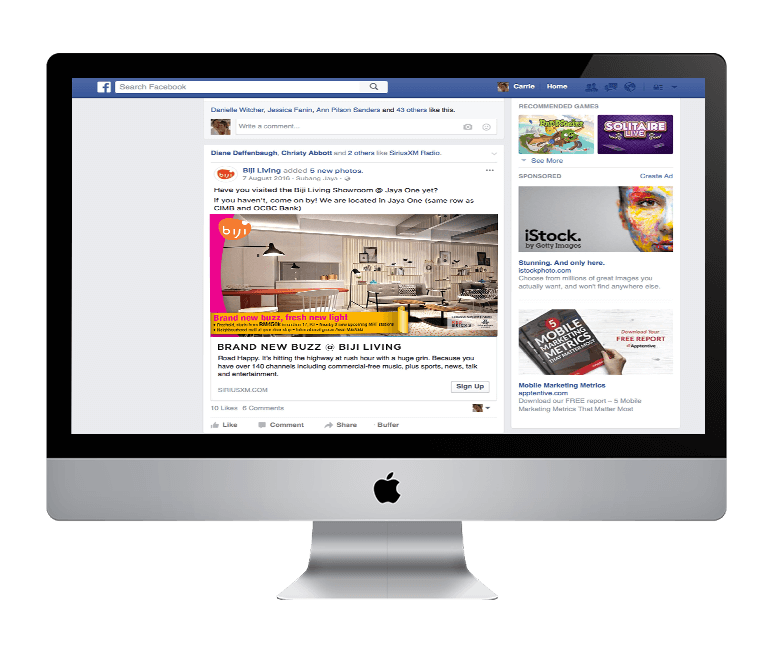 Search Facebook
Carrie
Home
Danielle Witcher, Jessica Fanin, Ann Pilson Sanders and 43 others like this.
Write a comment...
Diane Deffenbaugh, Christy Abbott and 2 others like SiriusXM Radio.
biji
Biji Living added 5 new photos.
7 August 2016 · Subang Jaya ·
Have you visited the Biji Living Showroom @ Jaya One yet?
If you haven't, come on by! We are located in Jaya One (same row as
CIMB and OCBC Bank).
biji
Brand new buzz, fresh new light
BRAND NEW BUZZ @ BIJI LIVING
Road Happy. It's hitting the highway at rush hour with a huge grin. Because you
have over 140 channels including commercial-free music, plus sports, news, talk
and entertainment.
SIRIUSXM.COM
Sign Up
10 Likes 6 Comments
Like Comment Share · Buffer
RECOMMENDED GAMES
SOLITAIRE
LIVE
See More
SPONSORED
Create Ad
iStock.
by Getty Images
Stunning. And only here.
istockphoto.com
Choose from millions of great images you
actually want, and won't find anywhere else.
5
MOBILE
MARKETING
METRICS
THAT MATTER MOST
Download Your
FREE REPORT
Apptentive
Mobile Marketing Metrics
apptentive.com
Download our FREE report – 5 Mobile
Marketing Metrics That Matter Most